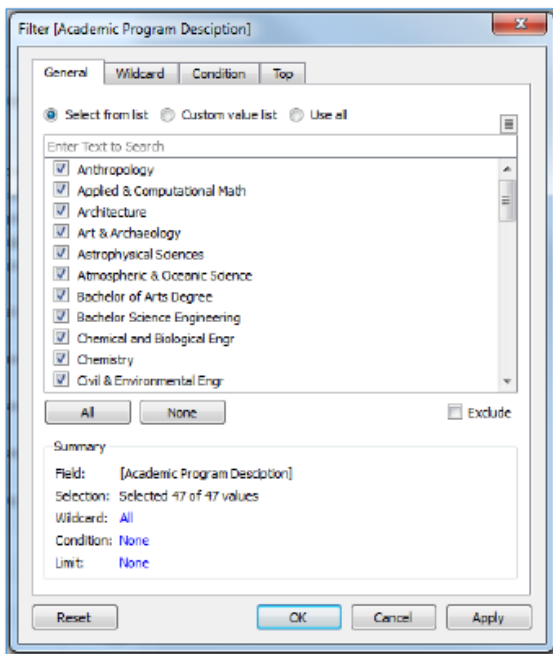 Filter [Academic Program Desciption]
General Wildcard Condition Top
Select from list Custom value list Use all
Enter Text to Search
Anthropology
Applied & Computational Math
Architecture
Art & Archaeology
Astrophysical Sciences
Atmospheric & Oceanic Science
Bachelor of Arts Degree
Bachelor Science Engineering
Chemical and Biological Engr
Chemistry
Civil & Environmental Engr
All None Exclude
Summary
Field: [Academic Program Desciption]
Selection: Selected 47 of 47 values
Wildcard: All
Condition: None
Limit: None
Reset OK Cancel Apply